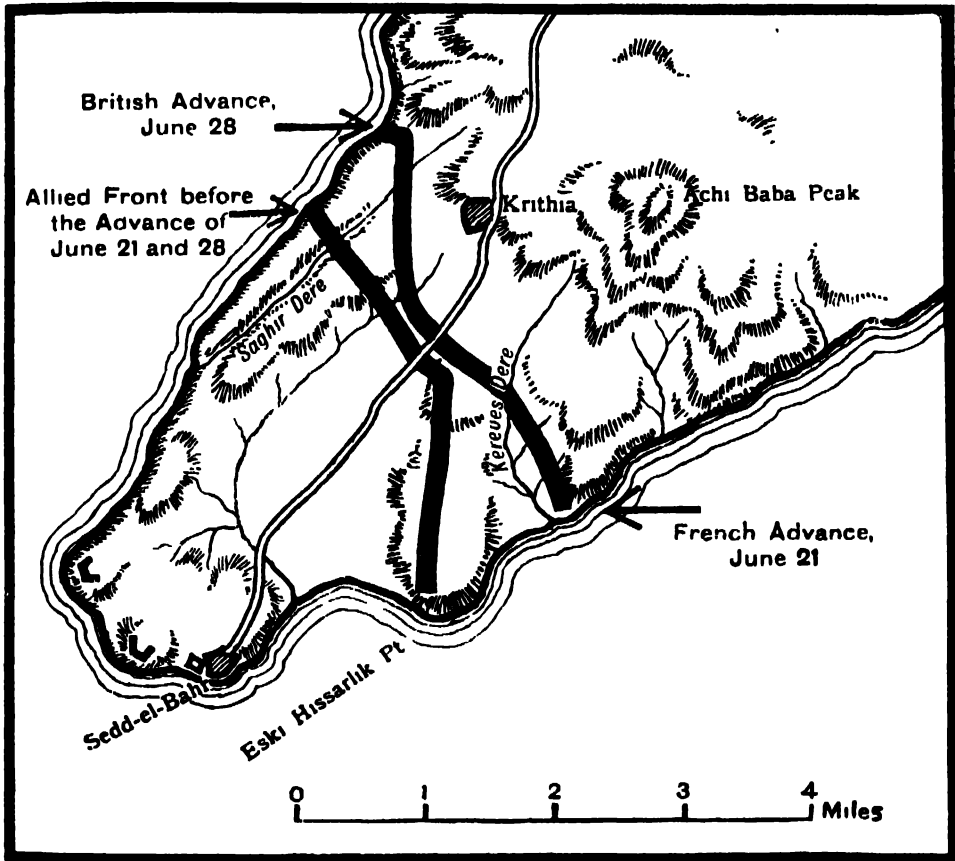 British Advance,
June 28
Allied Front before
the Advance of
June 21 and 28
Krithia
Achi Baba Peak
Saghir Dere
Kereves Dere
French Advance,
June 21
Sedd-el-Bahr
Eski Hissarlik Pt
0 1 2 3 4 Miles